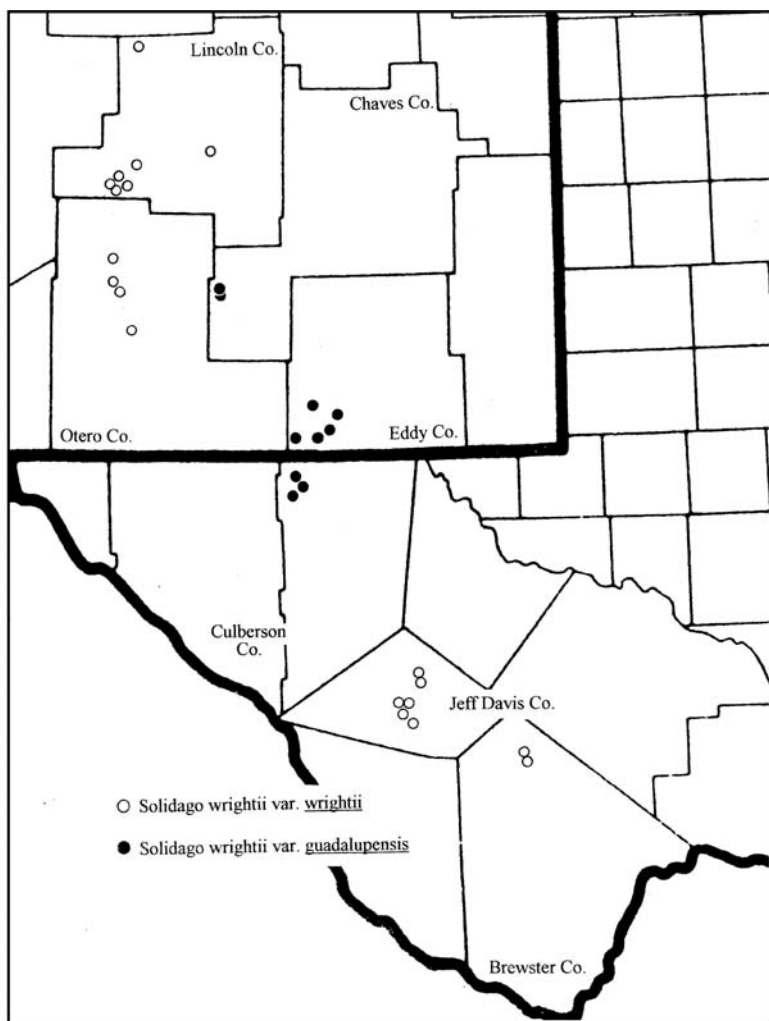 Lincoln Co.
Chaves Co.
Otero Co.
Eddy Co.
Culberson
Co.
Jeff Davis Co.
Solidago wrightii var. wrightii
Solidago wrightii var. guadalupensis
Brewster Co.